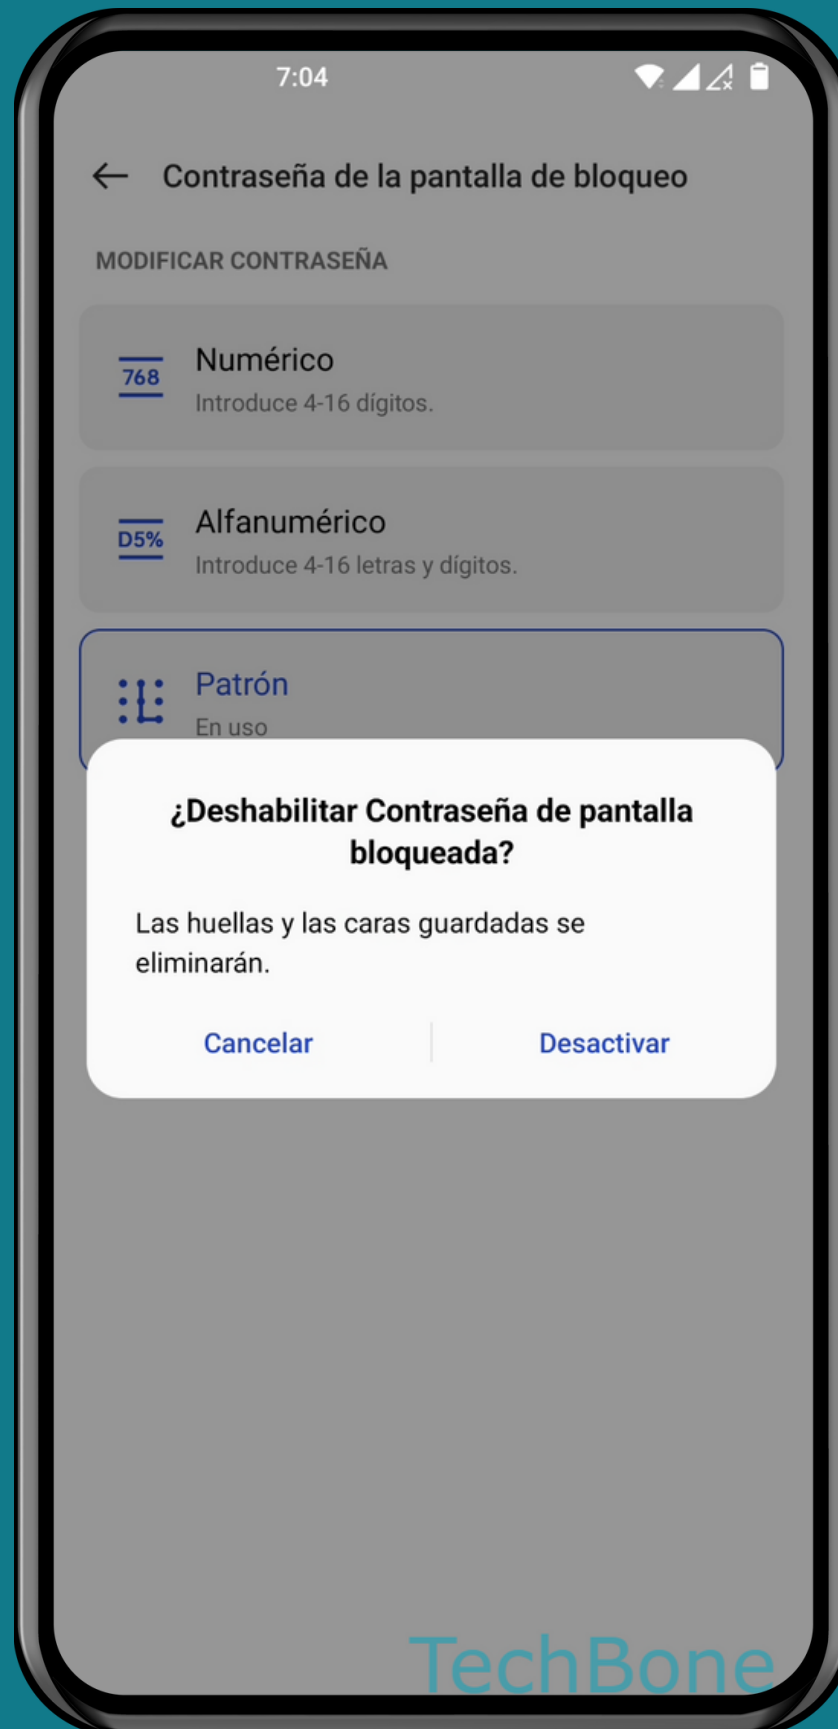 7:04
Contraseña de la pantalla de bloqueo
MODIFICAR CONTRASEÑA
768
Numérico
Introduce 4-16 dígitos.
D5%
Alfanumérico
Introduce 4-16 letras y dígitos.
Patrón
En uso
¿Deshabilitar Contraseña de pantalla
bloqueada?
Las huellas y las caras guardadas se
eliminarán.
Cancelar
Desactivar
TechBone